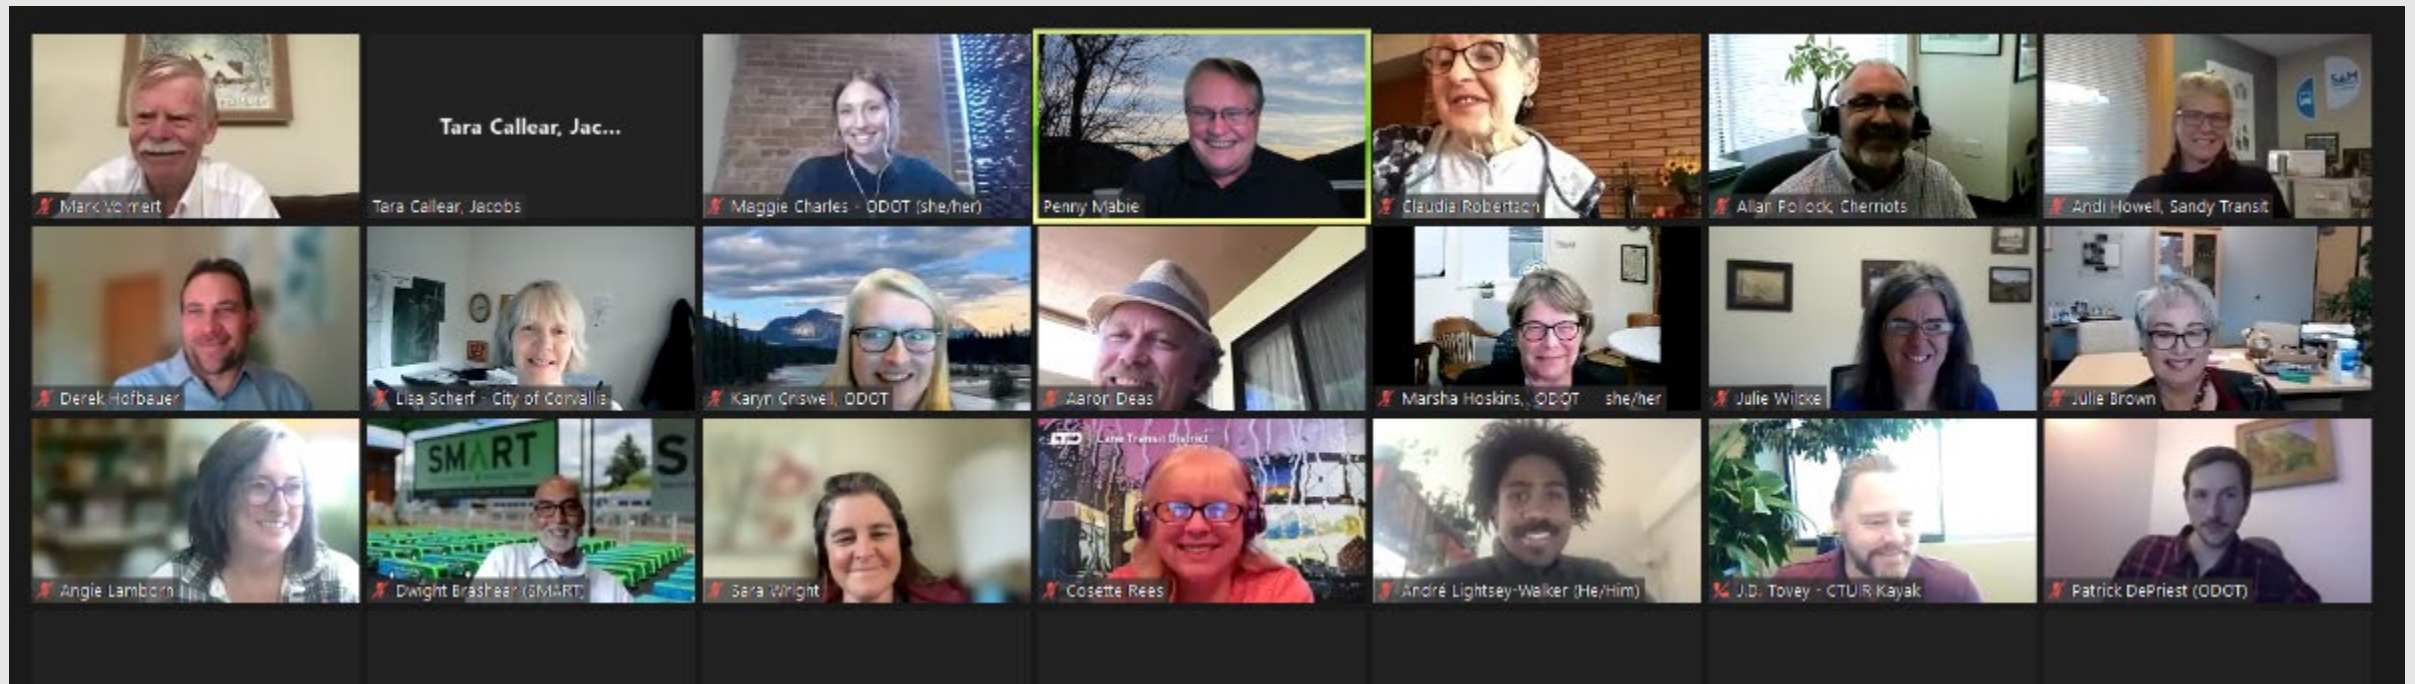 Tara Callear, Jac...
Mark Volmert
Tara Callear, Jacobs
Maggie Charles - ODOT (she/her)
Penny Mabie
Claudia Robertson
Allan Pollock, Cherriots
Andi Howell, Sandy Transit
SAM
Derek Hofbauer
Lisa Scherf - City of Corvallis
Karyn Criswell, ODOT
Aaron Deas
Marsha Hoskins, ODOT she/her
Julie Wilcke
Julie Brown
SMART
S
LTD Lane Transit District
Angie Lamborn
Dwight Brashear (SMART)
Sara Wright
Cosette Rees
André Lightsey-Walker (He/Him)
J.D. Tovey - CTUIR Kayak
Patrick DePriest (ODOT)